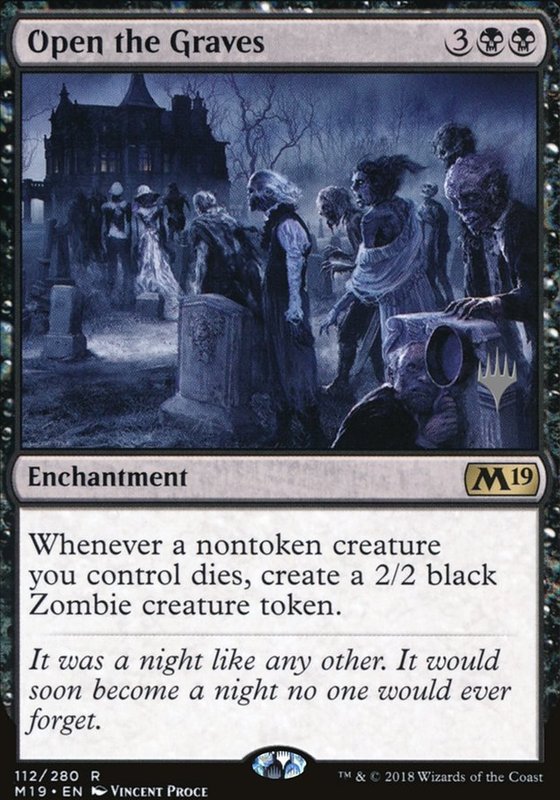 Open the Graves 3
Enchantment M19
Whenever a nontoken creature
you control dies, create a 2/2 black
Zombie creature token.
It was a night like any other. It would
soon become a night no one would ever
forget.
112/280 R
M19 • EN VINCENT PROCE
™ & © 2018 Wizards of the Coast